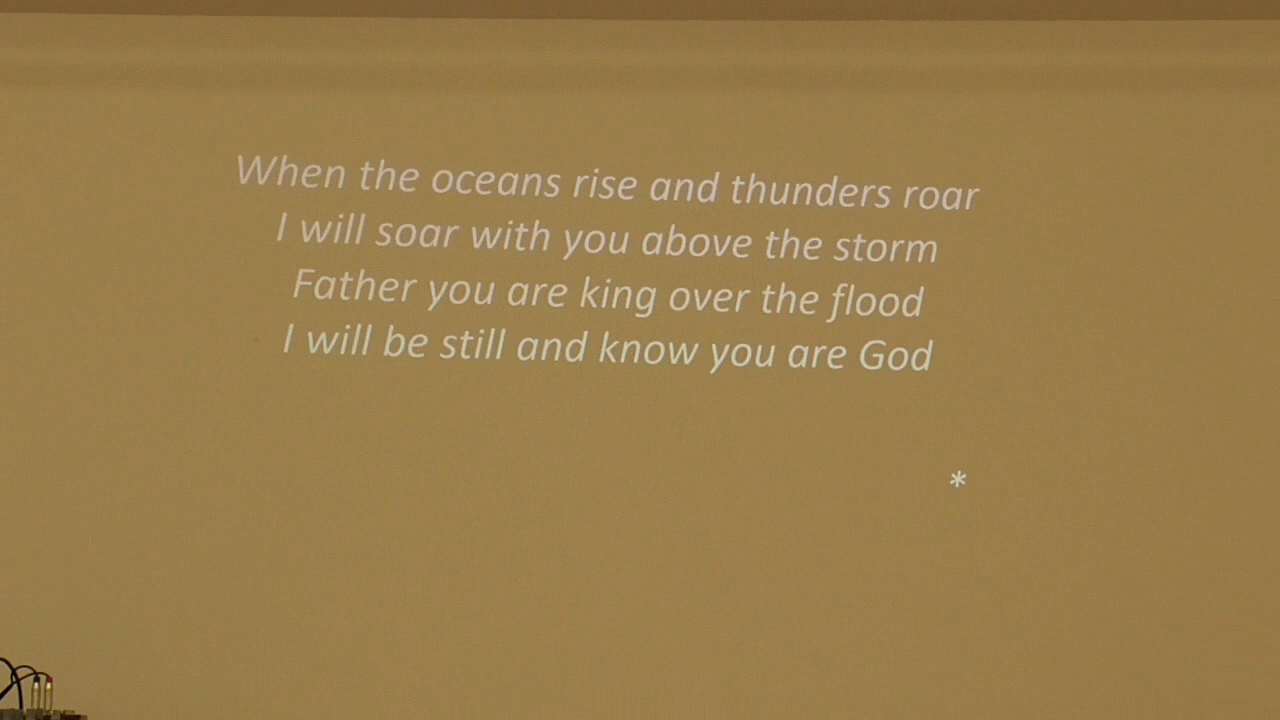 When the oceans rise and thunders roar
I will soar with you above the storm
Father you are king over the flood
I will be still and know you are God
*